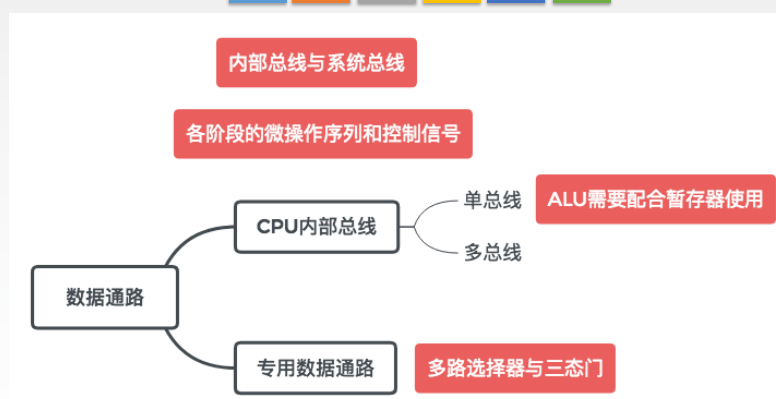 内部总线与系统总线
各阶段的微操作序列和控制信号
单总线
ALU需要配合暂存器使用
CPU内部总线
多总线
数据通路
专用数据通路
多路选择器与三态门